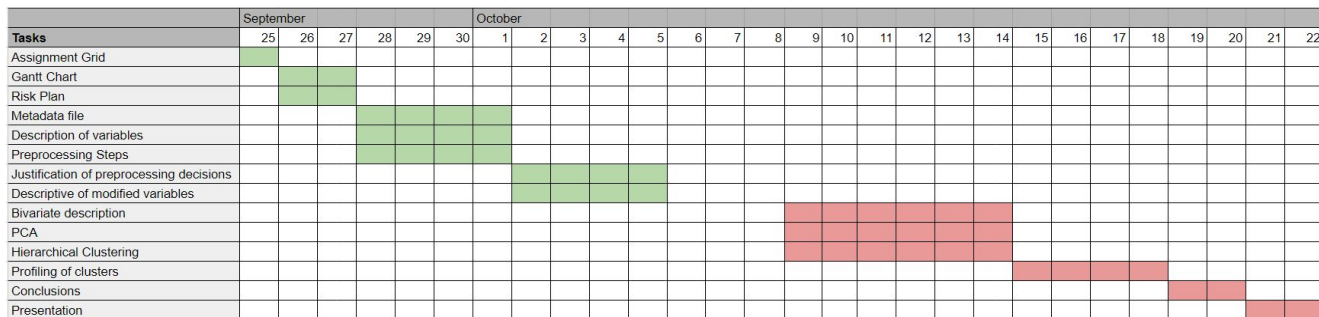 September October
Tasks 25 26 27 28 29 30 1 2 3 4 5 6 7 8 9 10 11 12 13 14 15 16 17 18 19 20 21 22
Assignment Grid
Gantt Chart
Risk Plan
Metadata file
Description of variables
Preprocessing Steps
Justification of preprocessing decisions
Descriptive of modified variables
Bivariate description
PCA
Hierarchical Clustering
Profiling of clusters
Conclusions
Presentation